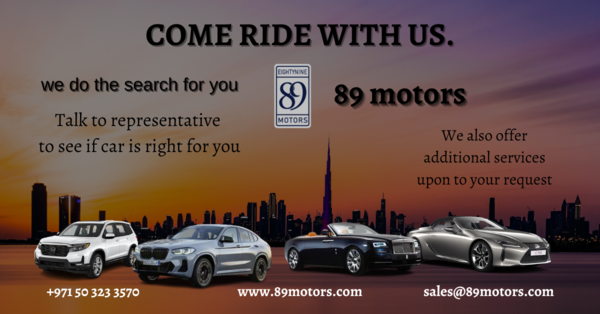 COME RIDE WITH US.
we do the search for you
EIGHTYNINE
89
MOTORS
89 motors
Talk to representative
to see if car is right for you
We also offer
additional services
upon to your request
+971 50 323 3570
www.89motors.com
sales@89motors.com